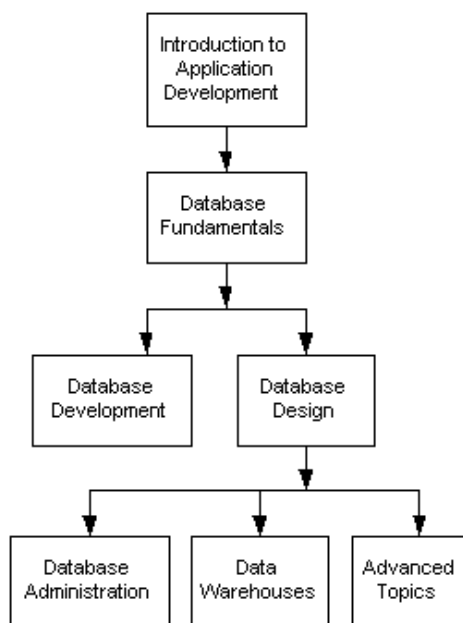 Introduction to
Application
Development
Database
Fundamentals
Database
Development
Database
Design
Database
Administration
Data
Warehouses
Advanced
Topics